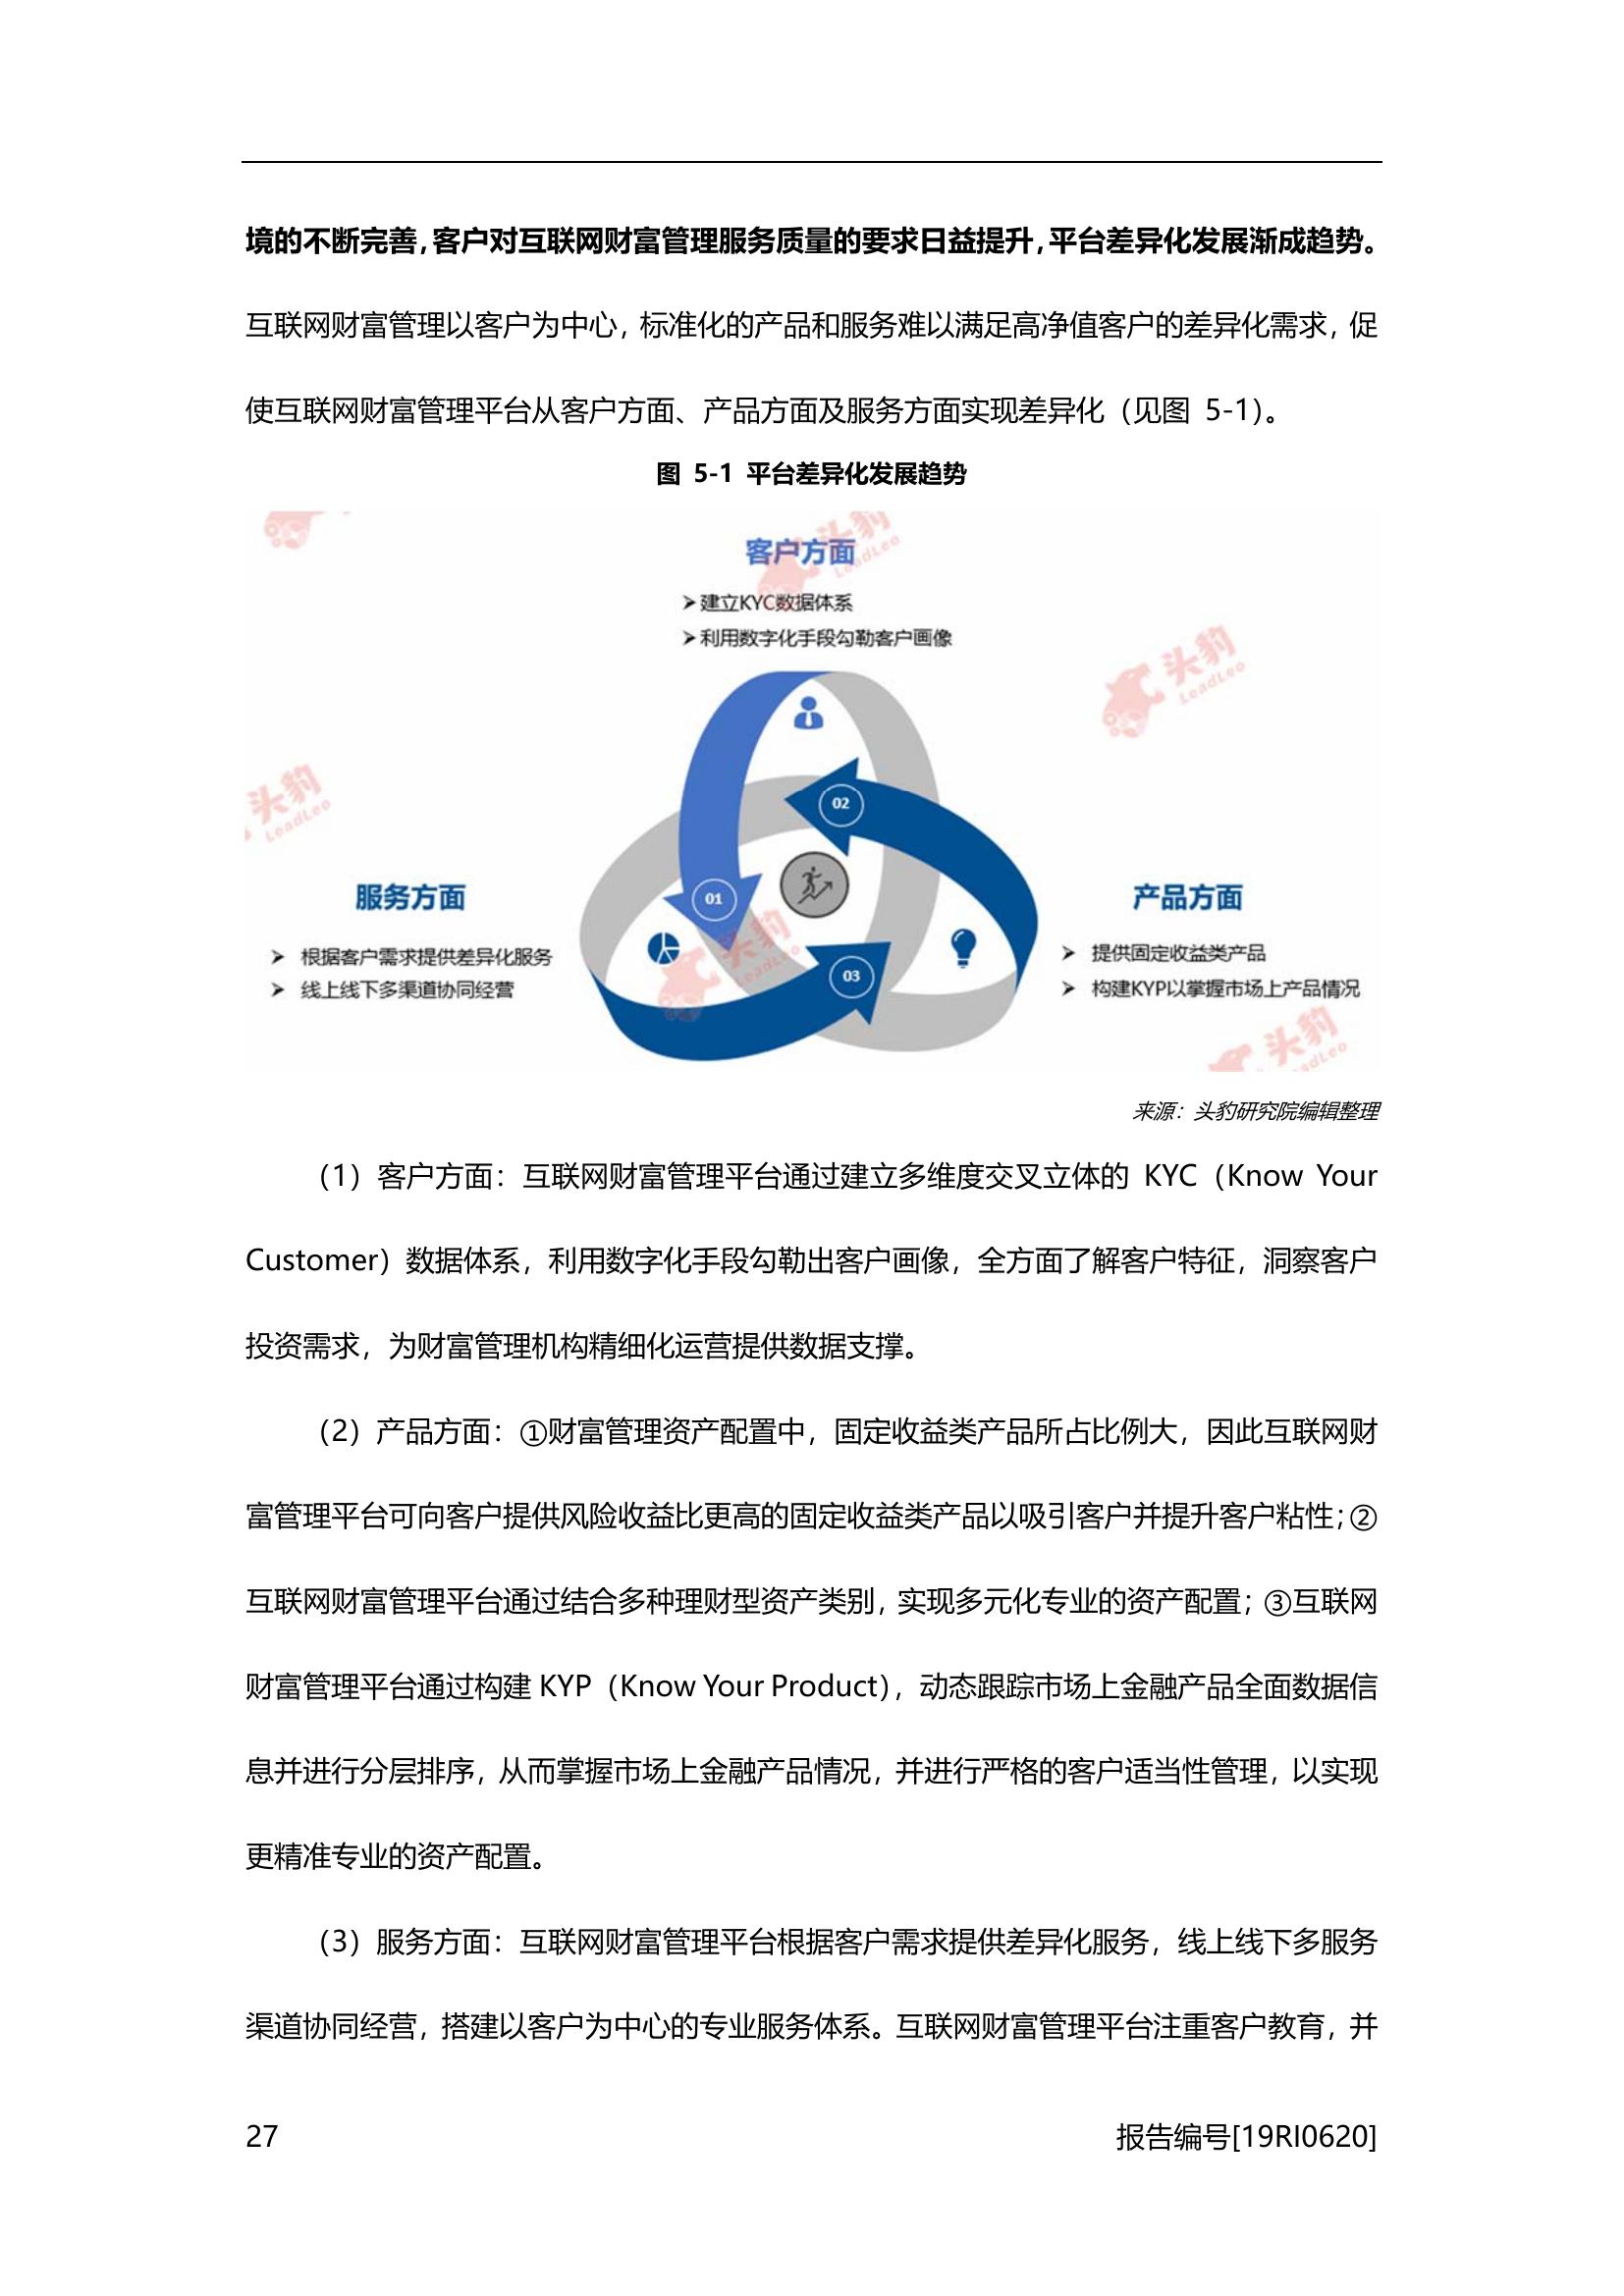 境的不断完善，客户对互联网财富管理服务质量的要求日益提升，平台差异化发展渐成趋势。
互联网财富管理以客户为中心，标准化的产品和服务难以满足高净值客户的差异化需求，促
使互联网财富管理平台从客户方面、产品方面及服务方面实现差异化（见图 5-1）。
图 5-1 平台差异化发展趋势
客户方面
➤ 建立KYC数据体系
➤ 利用数字化手段勾勒客户画像
头豹
LeadLeo
头豹
LeadLeo
头豹
LeadLeo
02
01
03
服务方面
➤ 根据客户需求提供差异化服务
➤ 线上线下多渠道协同经营
产品方面
➤ 提供固定收益类产品
➤ 构建KYP以掌握市场上产品情况
头豹
LeadLeo
头豹
adLeo
来源：头豹研究院编辑整理
（1）客户方面：互联网财富管理平台通过建立多维度交叉立体的 KYC（Know Your
Customer）数据体系，利用数字化手段勾勒出客户画像，全方面了解客户特征，洞察客户
投资需求，为财富管理机构精细化运营提供数据支撑。
（2）产品方面：①财富管理资产配置中，固定收益类产品所占比例大，因此互联网财
富管理平台可向客户提供风险收益比更高的固定收益类产品以吸引客户并提升客户粘性；②
互联网财富管理平台通过结合多种理财型资产类别，实现多元化专业的资产配置；③互联网
财富管理平台通过构建 KYP（Know Your Product），动态跟踪市场上金融产品全面数据信
息并进行分层排序，从而掌握市场上金融产品情况，并进行严格的客户适当性管理，以实现
更精准专业的资产配置。
（3）服务方面：互联网财富管理平台根据客户需求提供差异化服务，线上线下多服务
渠道协同经营，搭建以客户为中心的专业服务体系。互联网财富管理平台注重客户教育，并
27
报告编号[19RI0620]